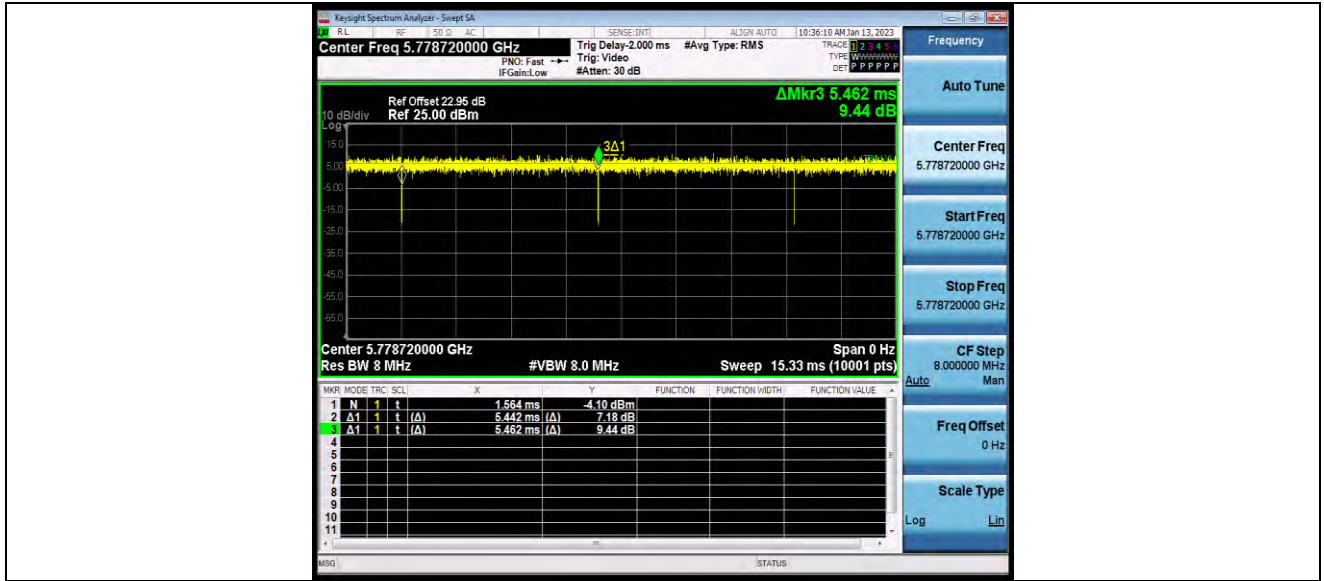 Keysight Spectrum Analyzer - Swept SA
RL RF 50 Ω AC SENSE:INT ALIGN AUTO 10:36:10 AM Jan 13, 2023
Center Freq 5.778720000 GHz
PNO: Fast
IFGain:Low
Trig Delay-2.000 ms
Trig: Video
#Atten: 30 dB
#Avg Type: RMS
TRACE 1 2 3 4 5 6
TYPE WWWWWW
DET P P P P P P
Ref Offset 22.95 dB
10 dB/div Ref 25.00 dBm
Log
ΔMkr3 5.462 ms
9.44 dB
15.0
5.00
-5.00
-15.0
-25.0
-35.0
-45.0
-55.0
-65.0
3Δ1
Center 5.778720000 GHz Span 0 Hz
Res BW 8 MHz #VBW 8.0 MHz Sweep 15.33 ms (10001 pts)
MKR MODE TRC SCL X Y FUNCTION FUNCTION WIDTH FUNCTION VALUE
1 N 1 t 1.564 ms -4.10 dBm
2 Δ1 1 t (Δ) 5.442 ms (Δ) 7.18 dB
3 Δ1 1 t (Δ) 5.462 ms (Δ) 9.44 dB
4
5
6
7
8
9
10
11
MSG STATUS
Frequency
Auto Tune
Center Freq
5.778720000 GHz
Start Freq
5.778720000 GHz
Stop Freq
5.778720000 GHz
CF Step
8.000000 MHz
Auto Man
Freq Offset
0 Hz
Scale Type
Log Lin